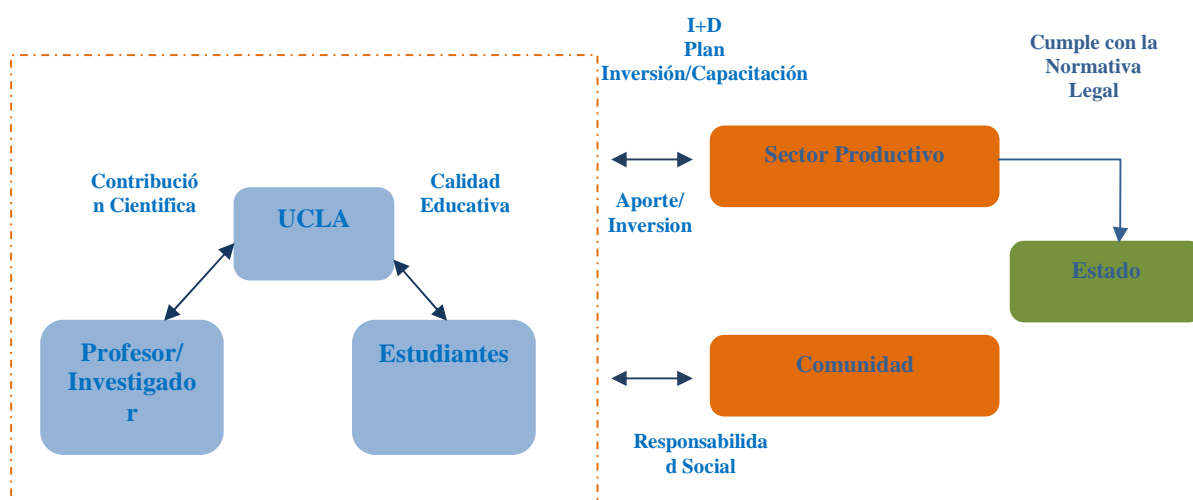 I+D
Plan
Inversión/Capacitación
Cumple con la
Normativa
Legal
Sector Productivo
Contribució
n Cientifica
Calidad
Educativa
UCLA
Aporte/
Inversion
Estado
Profesor/
Investigado
r
Estudiantes
Comunidad
Responsabilida
d Social